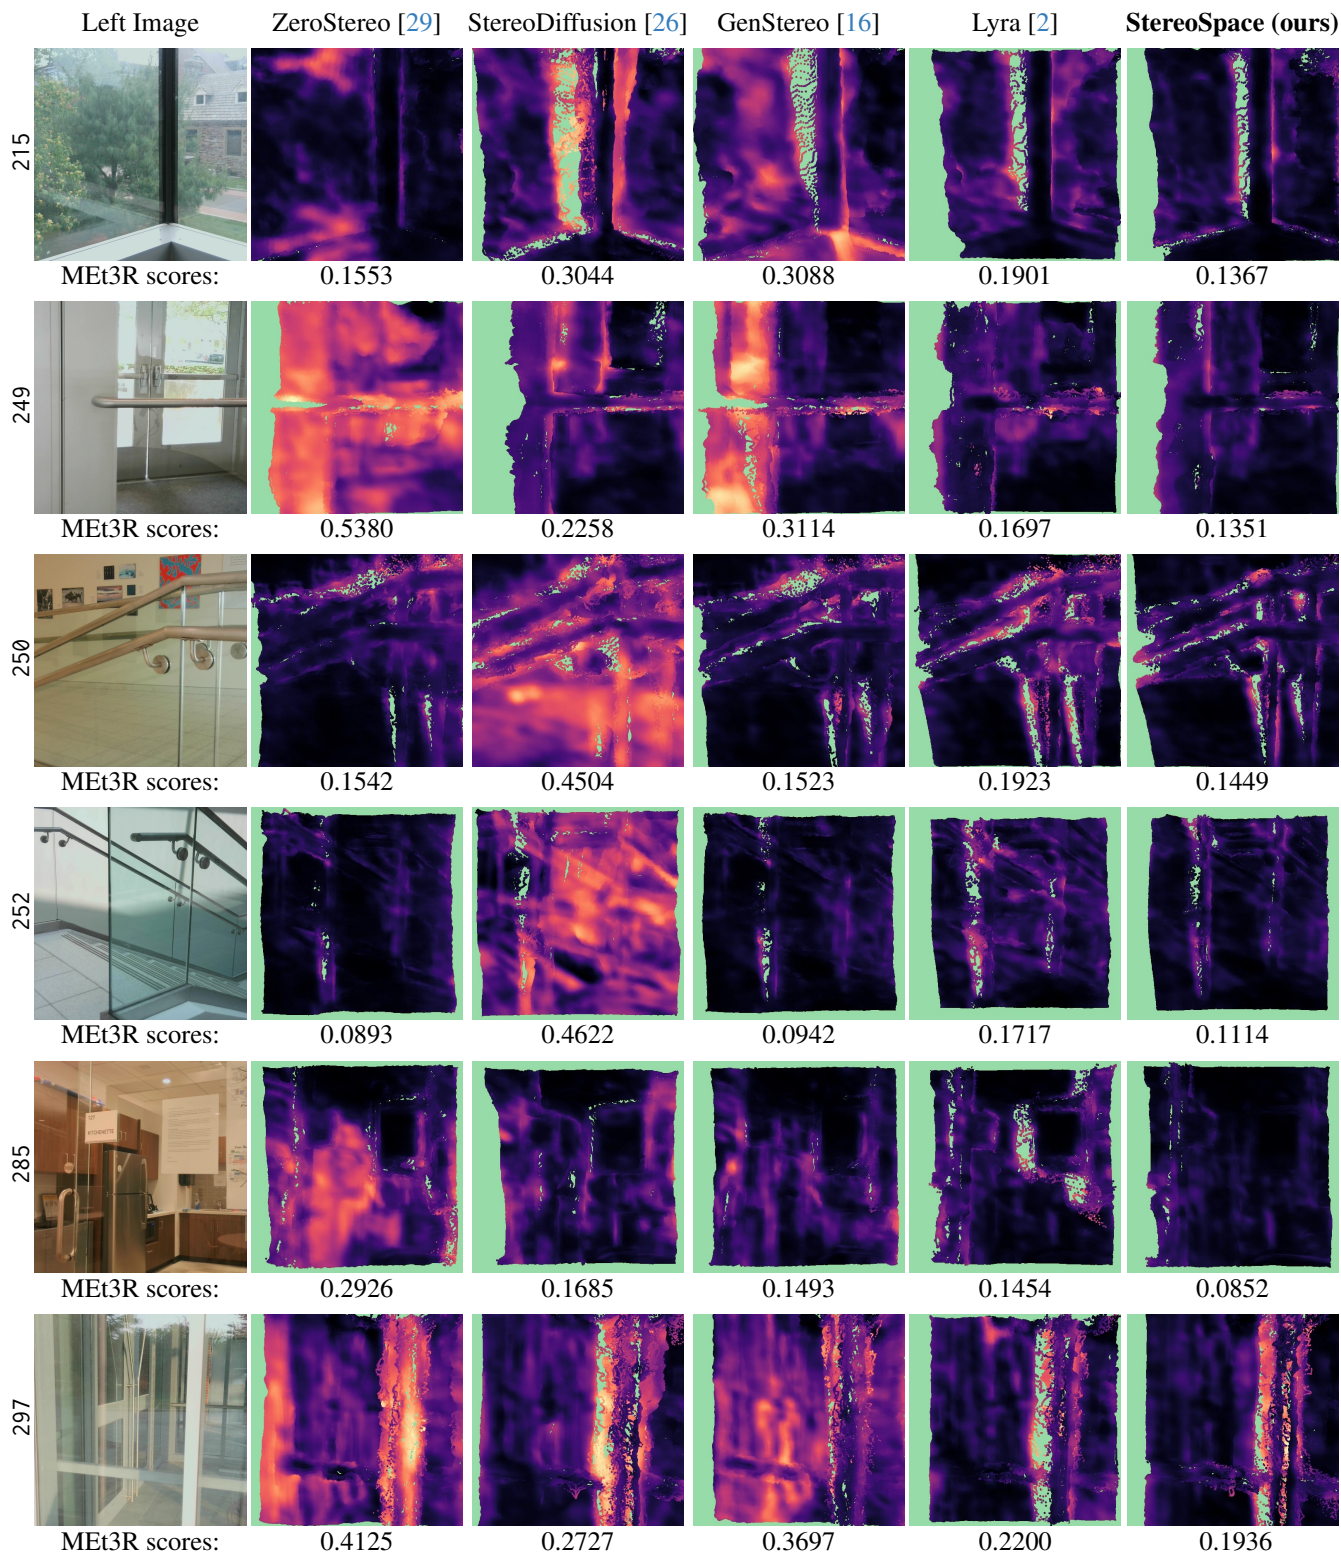 Left Image ZeroStereo [29] StereoDiffusion [26] GenStereo [16] Lyra [2] StereoSpace (ours)
215
MEt3R scores: 0.1553 0.3044 0.3088 0.1901 0.1367
249
MEt3R scores: 0.5380 0.2258 0.3114 0.1697 0.1351
250
MEt3R scores: 0.1542 0.4504 0.1523 0.1923 0.1449
252
MEt3R scores: 0.0893 0.4622 0.0942 0.1717 0.1114
285
KITCHENETTE
MEt3R scores: 0.2926 0.1685 0.1493 0.1454 0.0852
297
MEt3R scores: 0.4125 0.2727 0.3697 0.2200 0.1936